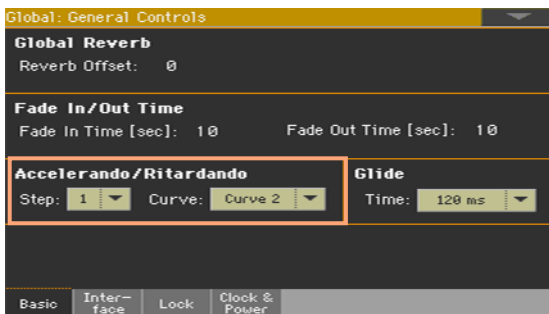 Global: General Controls
Global Reverb
Reverb Offset: 0
Fade In/Out Time
Fade In Time [sec]: 10 Fade Out Time [sec]: 10
Accelerando/Ritardando Glide
Step: 1 Curve: Curve 2 Time: 120 ms
Basic Inter-face Lock Clock & Power